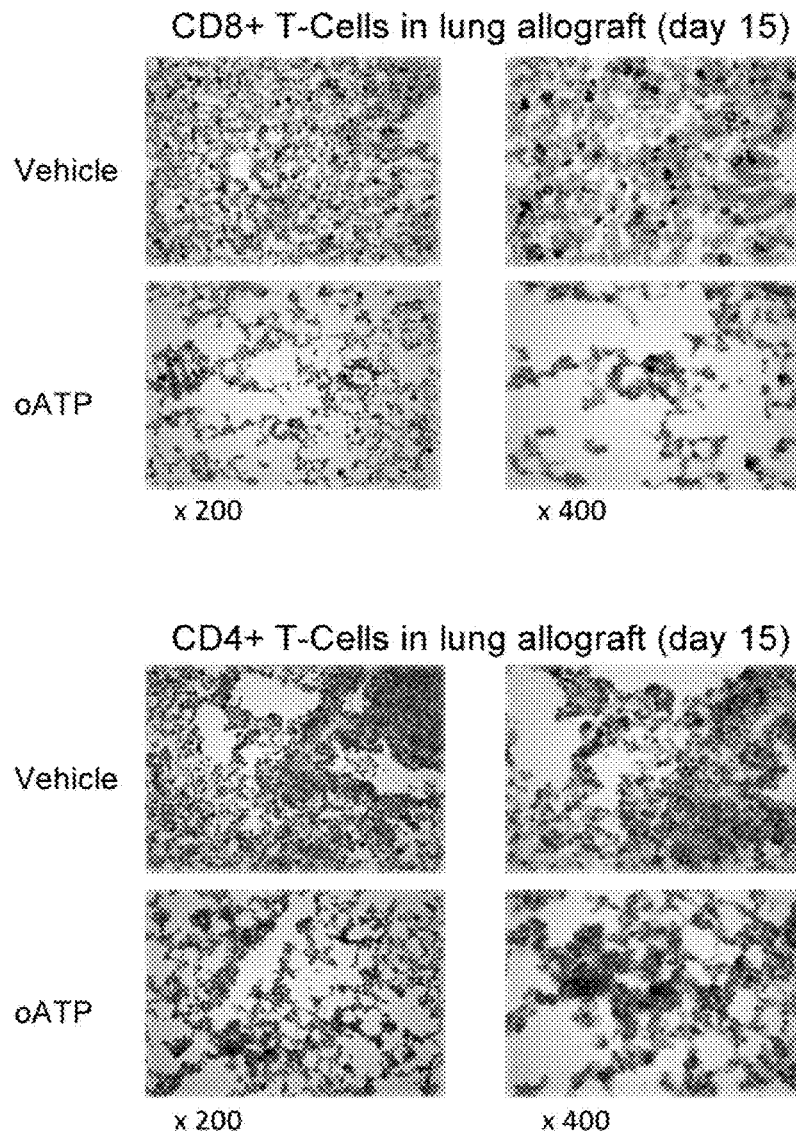 CD8+ T-Cells in lung allograft (day 15)
Vehicle
oATP
x 200
x 400
CD4+ T-Cells in lung allograft (day 15)
Vehicle
oATP
x 200
x 400